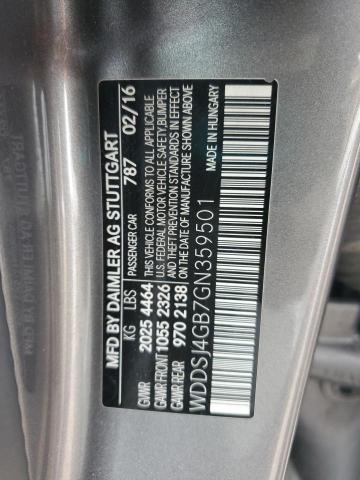 MFD BY DAIMLER AG STUTTGART
KG LBS PASSENGER CAR 787 02/16
GVWR 2025 4464 THIS VEHICLE CONFORMS TO ALL APPLICABLE
GAWR FRONT 1055 2326 U.S. FEDERAL MOTOR VEHICLE SAFETY,BUMPER
GAWR REAR 970 2138 AND THEFT PREVENTION STANDARDS IN EFFECT
ON THE DATE OF MANUFACTURE SHOWN ABOVE
WDDSJ4GB7GN359501 MADE IN HUNGARY